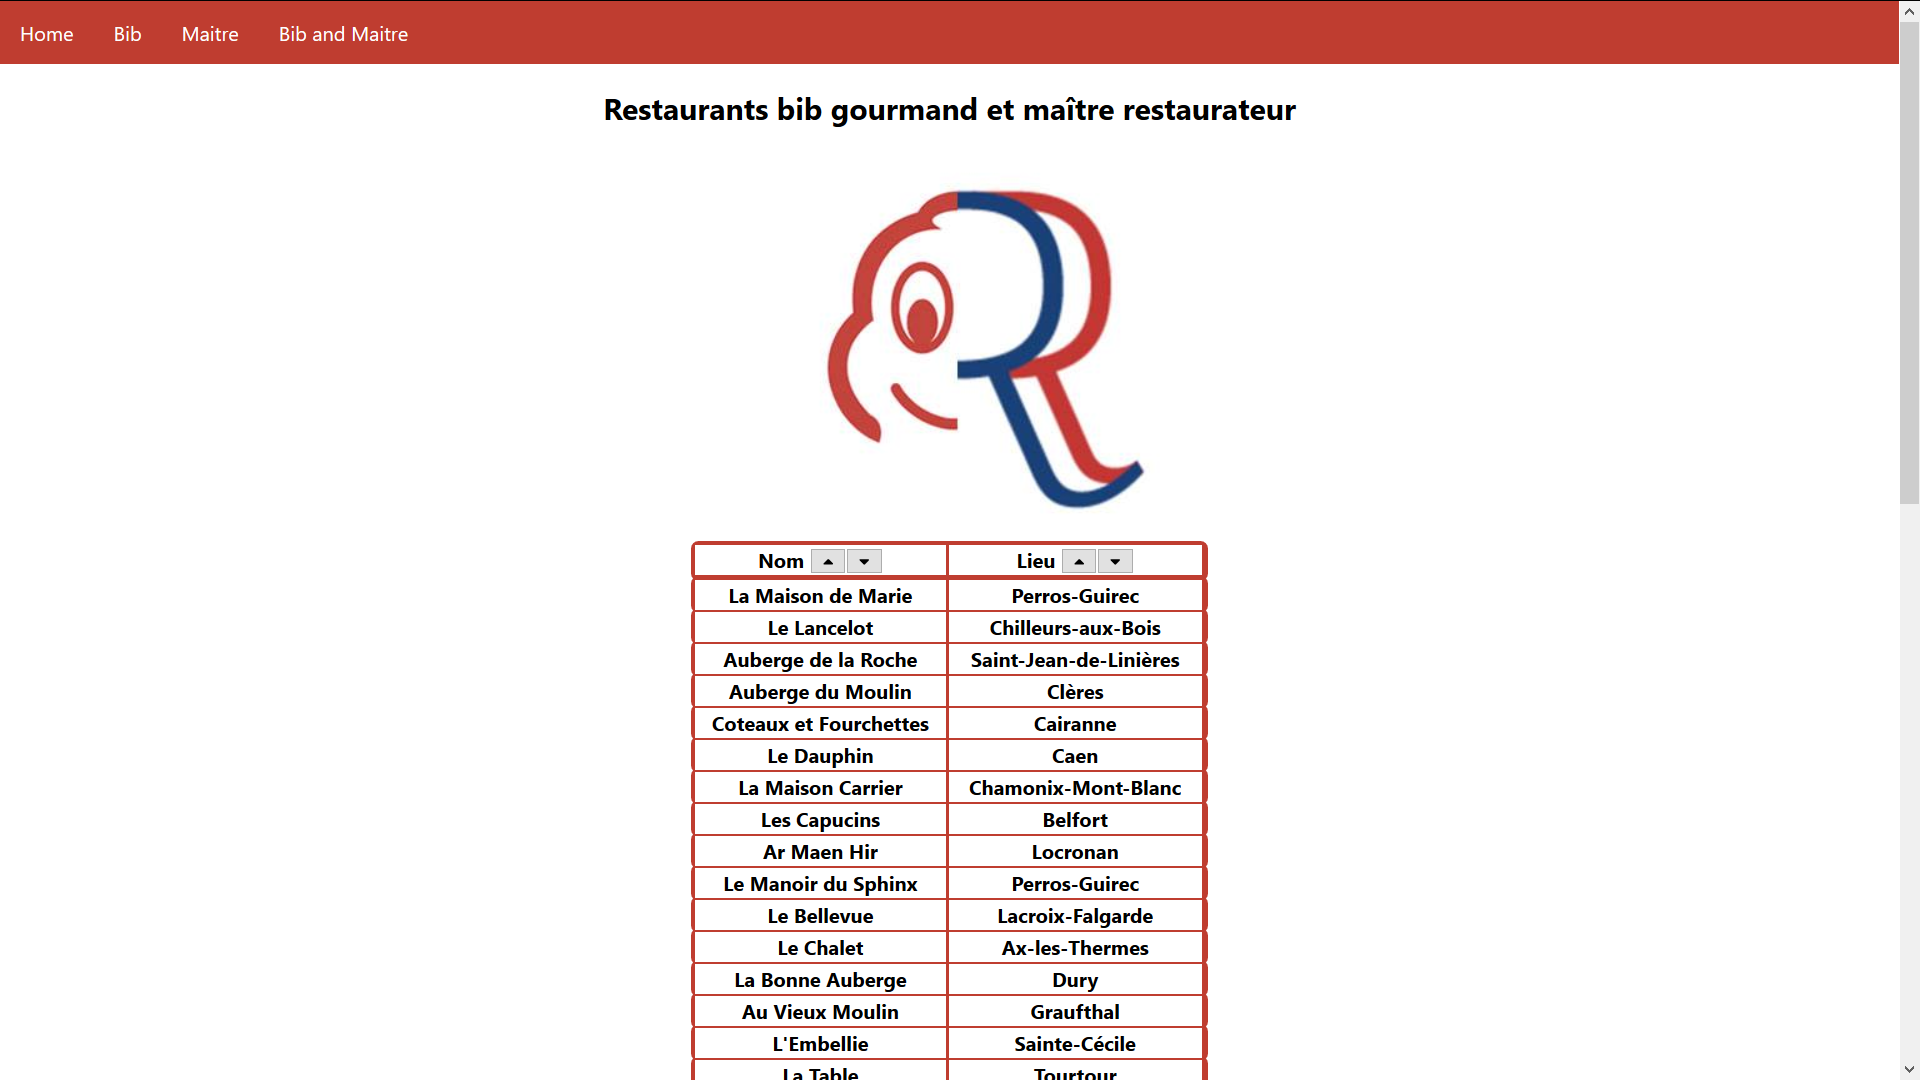 Home Bib Maitre Bib and Maitre
Restaurants bib gourmand et maître restaurateur
Nom Lieu
La Maison de Marie Perros-Guirec
Le Lancelot Chilleurs-aux-Bois
Auberge de la Roche Saint-Jean-de-Linières
Auberge du Moulin Clères
Coteaux et Fourchettes Cairanne
Le Dauphin Caen
La Maison Carrier Chamonix-Mont-Blanc
Les Capucins Belfort
Ar Maen Hir Locronan
Le Manoir du Sphinx Perros-Guirec
Le Bellevue Lacroix-Falgarde
Le Chalet Ax-les-Thermes
La Bonne Auberge Dury
Au Vieux Moulin Graufthal
L'Embellie Sainte-Cécile
La Table Tourtour